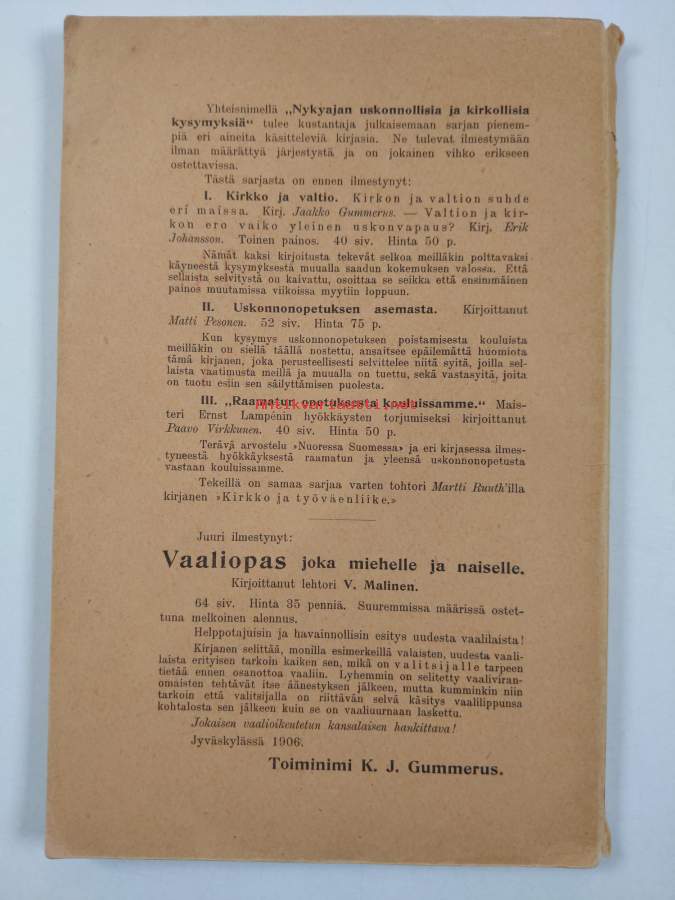 Yhteisnimellä „Nykyajan uskonnollisia ja kirkollisia
kysymyksiä“ tulee kustantaja julkaisemaan sarjan pienem-
piä eri aineita käsitteleviä kirjasia. Ne tulevat ilmestymään
ilman määrättyä järjestystä ja on jokainen vihko erikseen
ostettavissa.
Tästä sarjasta on ennen ilmestynyt:
I. Kirkko ja valtio. Kirkon ja valtion suhde
eri maissa. Kirj. Jaakko Gummerus. — Valtion ja kir-
kon ero vaiko yleinen uskonvapaus? Kirj. Erik
Johansson. Toinen painos. 40 siv. Hinta 50 p.
Nämät kaksi kirjoitusta tekevät selkoa meilläkin polttavaksi
käyneestä kysymyksestä muualla saadun kokemuksen valossa. Että
sellaista selvitystä on kaivattu, osoittaa se seikka että ensimmäinen
painos muutamissa viikoissa myytiin loppuun.
II. Uskonnonopetuksen asemasta. Kirjoittanut
Matti Pesonen. 52 siv. Hinta 75 p.
Kun kysymys uskonnonopetuksen poistamisesta kouluista
meilläkin on siellä täällä nostettu, ansaitsee epäilemättä huomiota
tämä kirjanen, joka perusteellisesti selvittelee niitä syitä, joilla sel-
laista vaatimusta meillä ja muualla on tuettu, sekä vastasyitä, joita
on tuotu esiin sen säilyttämisen puolesta.
III. „Raamatun opetuksesta kouluissamme.“ Mais-
Antikvariaatti.net
teri Ernst Lampénin hyökkäysten torjumiseksi kirjoittanut
Paavo Virkkunen. 40 siv. Hinta 50 p.
Terävä arvostelu »Nuoressa Suomessa» ja eri kirjasessa ilmes-
tyneestä hyökkäyksestä raamatun ja yleensä uskonnonopetusta
vastaan kouluissamme.
Tekeillä on samaa sarjaa varten tohtori Martti Ruuth'illa
kirjanen »Kirkko ja työväenliike.»
Juuri ilmestynyt:
Vaaliopas joka miehelle ja naiselle.
Kirjoittanut lehtori V. Malinen.
64 siv. Hinta 35 penniä. Suuremmissa määrissä ostet-
tuna melkoinen alennus.
Helppotajuisin ja havainnollisin esitys uudesta vaalilaista!
Kirjanen selittää, monilla esimerkeillä valaisten, uudesta vaali-
laista erityisen tarkoin kaiken sen, mikä on valitsijalle tarpeen
tietää ennen osanottoa vaaliin. Lyhemmin on selitetty vaaliviran-
omaisten tehtävät itse äänestyksen jälkeen, mutta kumminkin niin
tarkoin että valitsijalla on riittävän selvä käsitys vaalilippunsa
kohtalosta sen jälkeen kuin se on vaaliuurnaan laskettu.
Jokaisen vaalioikeutetun kansalaisen hankittava!
Jyväskylässä 1906.
Toiminimi K. J. Gummerus.